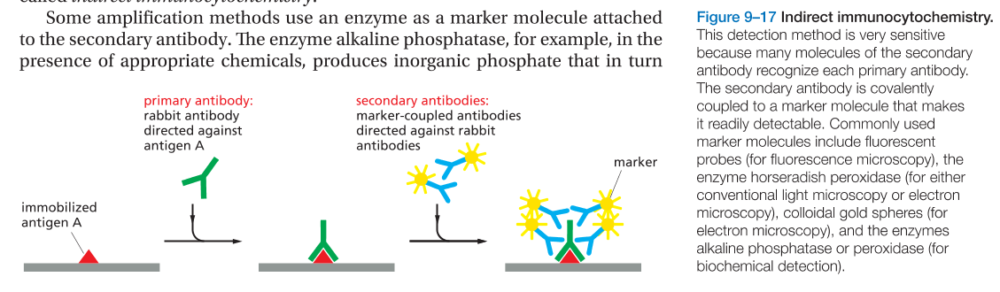 called indirect immunocytochemistry.
Some amplification methods use an enzyme as a marker molecule attached
to the secondary antibody. The enzyme alkaline phosphatase, for example, in the
presence of appropriate chemicals, produces inorganic phosphate that in turn
primary antibody:
rabbit antibody
directed against
antigen A
secondary antibodies:
marker-coupled antibodies
directed against rabbit
antibodies
marker
immobilized
antigen A
Figure 9–17 Indirect immunocytochemistry.
This detection method is very sensitive
because many molecules of the secondary
antibody recognize each primary antibody.
The secondary antibody is covalently
coupled to a marker molecule that makes
it readily detectable. Commonly used
marker molecules include fluorescent
probes (for fluorescence microscopy), the
enzyme horseradish peroxidase (for either
conventional light microscopy or electron
microscopy), colloidal gold spheres (for
electron microscopy), and the enzymes
alkaline phosphatase or peroxidase (for
biochemical detection).